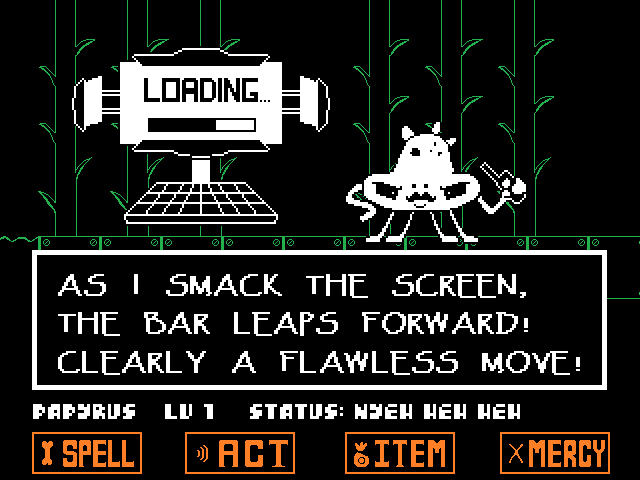 LOADING...
AS I SMACK THE SCREEN,
THE BAR LEAPS FORWARD!
CLEARLY A FLAWLESS MOVE!
PAPYRUS LV 1 STATUS: NYEH HEH HEH
SPELL ACT ITEM MERCY